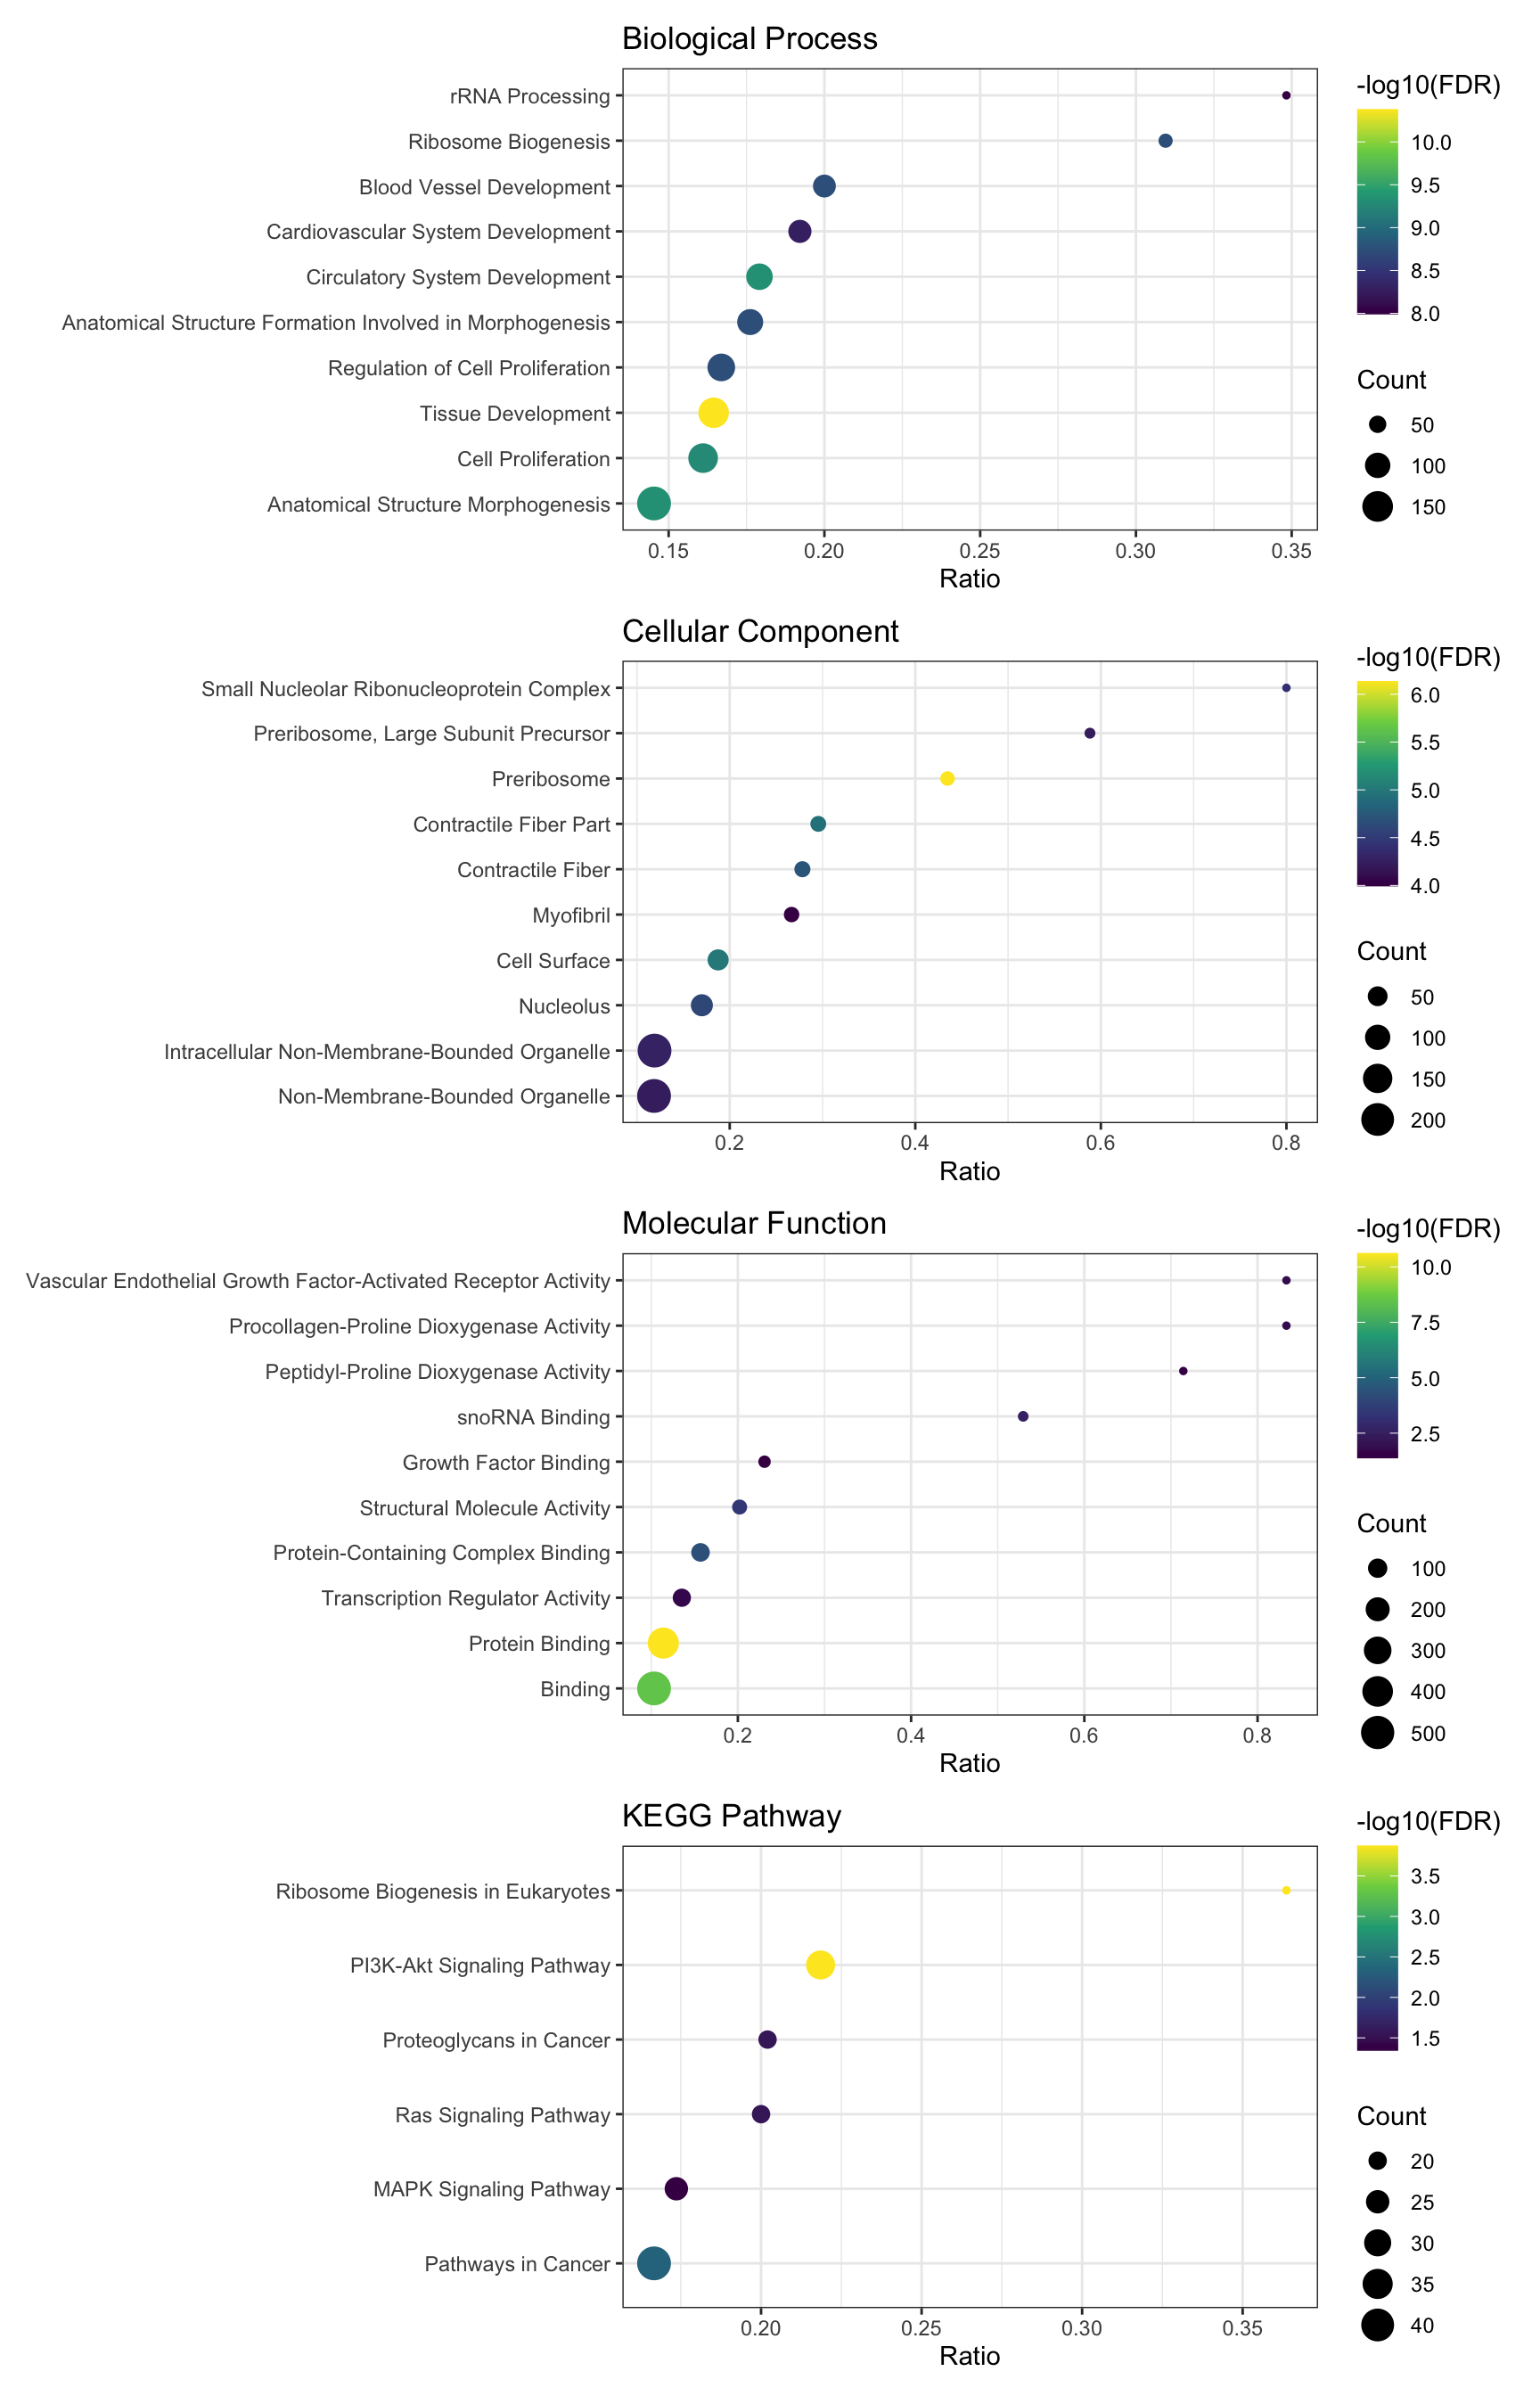 Biological Process
rRNA Processing
Ribosome Biogenesis
Blood Vessel Development
Cardiovascular System Development
Circulatory System Development
Anatomical Structure Formation Involved in Morphogenesis
Regulation of Cell Proliferation
Tissue Development
Cell Proliferation
Anatomical Structure Morphogenesis
0.15 0.20 0.25 0.30 0.35
Ratio
-log10(FDR)
10.0
9.5
9.0
8.5
8.0
Count
50
100
150
Cellular Component
Small Nucleolar Ribonucleoprotein Complex
Preribosome, Large Subunit Precursor
Preribosome
Contractile Fiber Part
Contractile Fiber
Myofibril
Cell Surface
Nucleolus
Intracellular Non-Membrane-Bounded Organelle
Non-Membrane-Bounded Organelle
0.2 0.4 0.6 0.8
Ratio
-log10(FDR)
6.0
5.5
5.0
4.5
4.0
Count
50
100
150
200
Molecular Function
Vascular Endothelial Growth Factor-Activated Receptor Activity
Procollagen-Proline Dioxygenase Activity
Peptidyl-Proline Dioxygenase Activity
snoRNA Binding
Growth Factor Binding
Structural Molecule Activity
Protein-Containing Complex Binding
Transcription Regulator Activity
Protein Binding
Binding
0.2 0.4 0.6 0.8
Ratio
-log10(FDR)
10.0
7.5
5.0
2.5
Count
100
200
300
400
500
KEGG Pathway
Ribosome Biogenesis in Eukaryotes
PI3K-Akt Signaling Pathway
Proteoglycans in Cancer
Ras Signaling Pathway
MAPK Signaling Pathway
Pathways in Cancer
0.20 0.25 0.30 0.35
Ratio
-log10(FDR)
3.5
3.0
2.5
2.0
1.5
Count
20
25
30
35
40